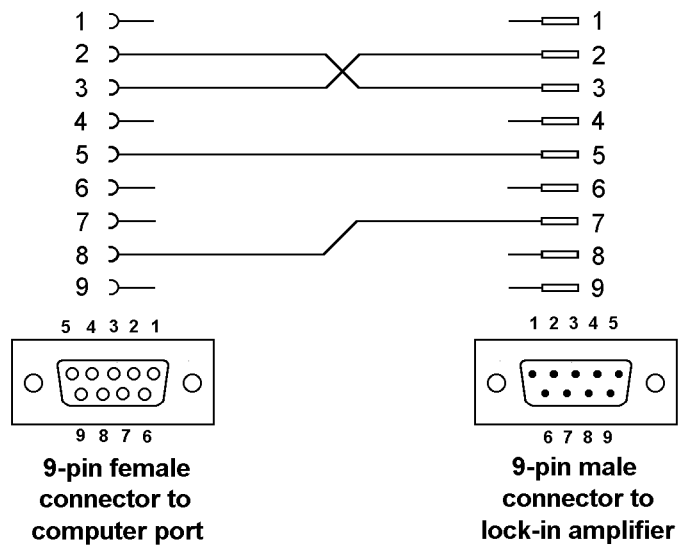 1 1
2 2
3 3
4 4
5 5
6 6
7 7
8 8
9 9
5 4 3 2 1
1 2 3 4 5
9 8 7 6
6 7 8 9
9-pin female
connector to
computer port
9-pin male
connector to
lock-in amplifier